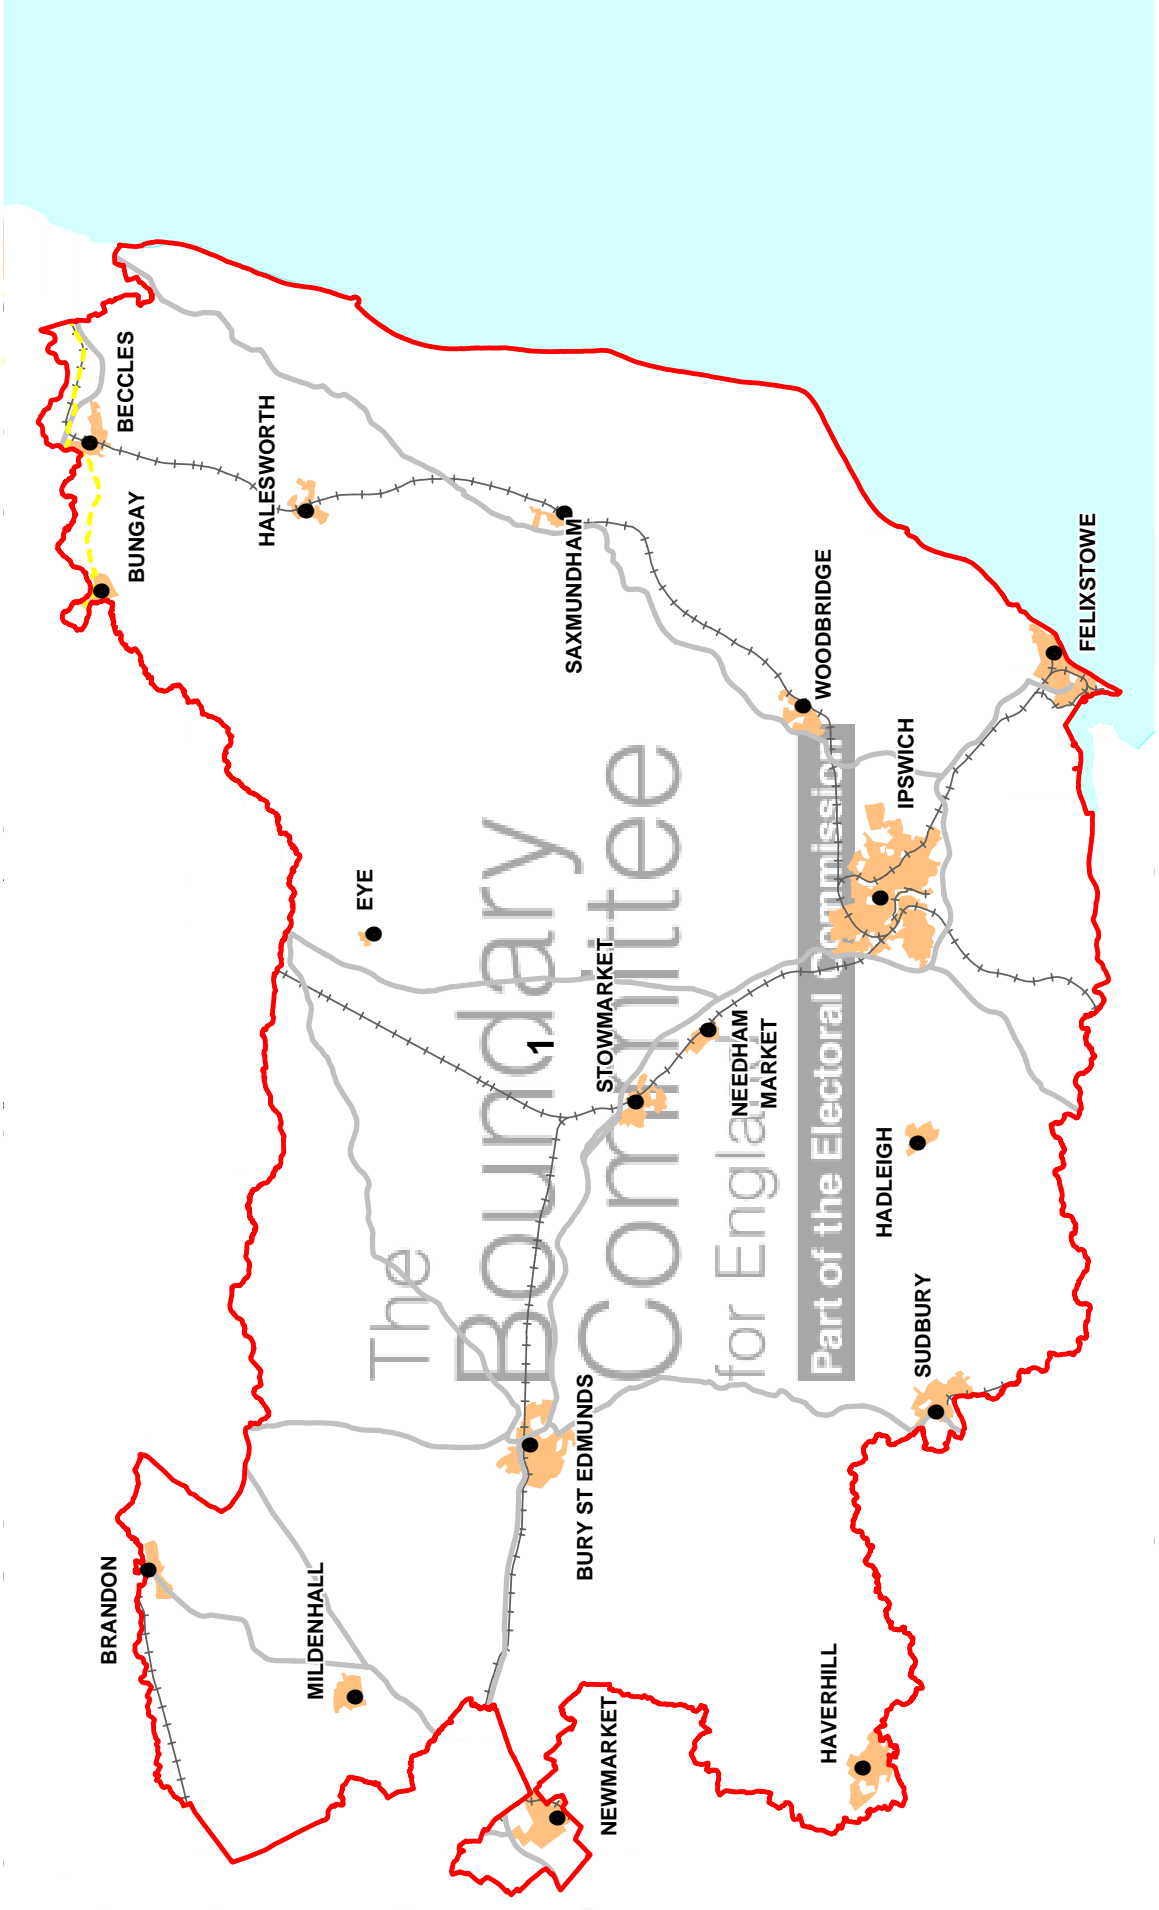 BRANDON
BECCLES
BUNGAY
HALESWORTH
MILDENHALL
EYE
The
Boundary
1
SAXMUNDHAM
BURY ST EDMUNDS
STOWMARKET
NEWMARKET
Committee
for England
NEEDHAM
MARKET
WOODBRIDGE
HAVERHILL
Part of the Electoral Commission
HADLEIGH
IPSWICH
SUDBURY
FELIXSTOWE